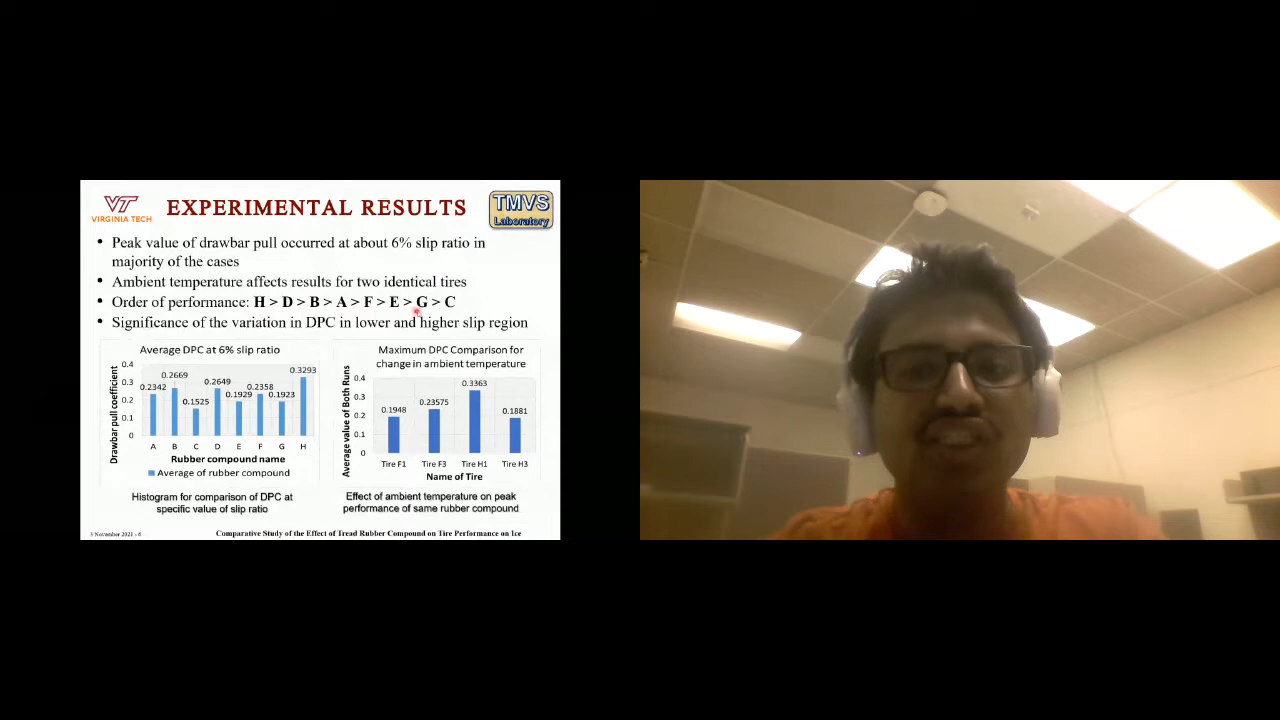 VT
VIRGINIA TECH
EXPERIMENTAL RESULTS
TMVS
Laboratory
• Peak value of drawbar pull occurred at about 6% slip ratio in
majority of the cases
• Ambient temperature affects results for two identical tires
• Order of performance: H > D > B > A > F > E > G > C
• Significance of the variation in DPC in lower and higher slip region
Average DPC at 6% slip ratio
Drawbar pull coefficient
0.4
0.3
0.2
0.1
0
0.2342
0.2669
0.1525
0.2649
0.1929
0.2358
0.1923
0.3293
A B C D E F G H
Rubber compound name
Average of rubber compound
Histogram for comparison of DPC at
specific value of slip ratio
Maximum DPC Comparison for
change in ambient temperature
Average value of Both Runs
0.4
0.3
0.2
0.1
0
0.1948
0.23575
0.3363
0.1881
Tire F1 Tire F3 Tire H1 Tire H3
Name of Tire
Effect of ambient temperature on peak
performance of same rubber compound
3 November 2021 - 6
Comparative Study of the Effect of Tread Rubber Compound on Tire Performance on Ice